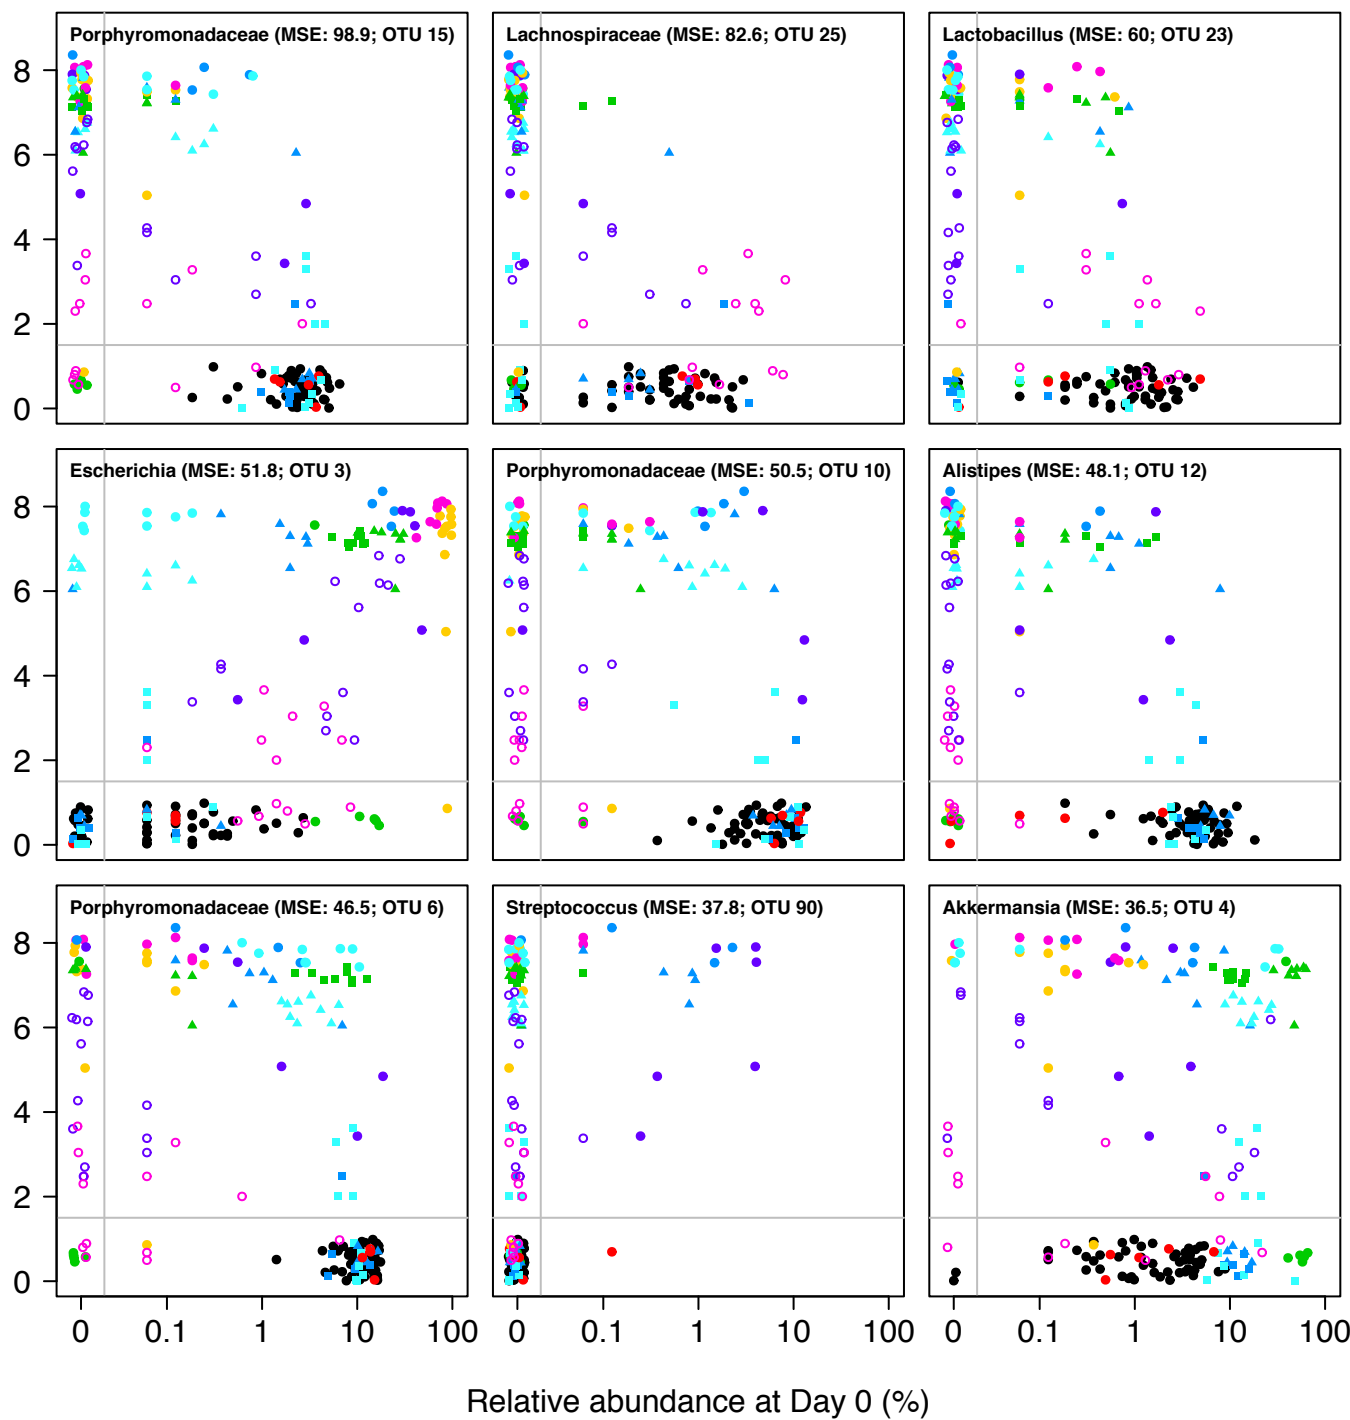 Porphyromonadaceae (MSE: 98.9; OTU 15)
Lachnospiraceae (MSE: 82.6; OTU 25)
Lactobacillus (MSE: 60; OTU 23)
8
6
4
2
0
Escherichia (MSE: 51.8; OTU 3)
Porphyromonadaceae (MSE: 50.5; OTU 10)
Alistipes (MSE: 48.1; OTU 12)
8
6
4
2
0
Porphyromonadaceae (MSE: 46.5; OTU 6)
Streptococcus (MSE: 37.8; OTU 90)
Akkermansia (MSE: 36.5; OTU 4)
8
6
4
2
0
0 0.1 1 10 100
0 0.1 1 10 100
0 0.1 1 10 100
Relative abundance at Day 0 (%)